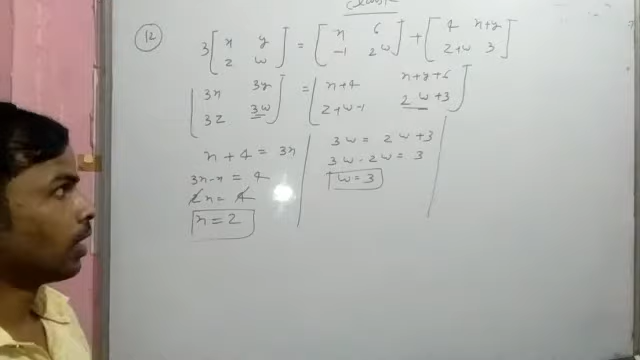 12
3 [ x y ] = [ x 6 ] + [ 4 x+y ]
[ z w ] [ -1 2w ] [ z+w 3 ]
[ 3x 3y ] = [ x+4 x+y+6 ]
[ 3z 3w ] [ z+w-1 2w+3 ]
x + 4 = 3x
3x-x = 4
2x = 4
x = 2
3w = 2w+3
3w-2w = 3
w = 3